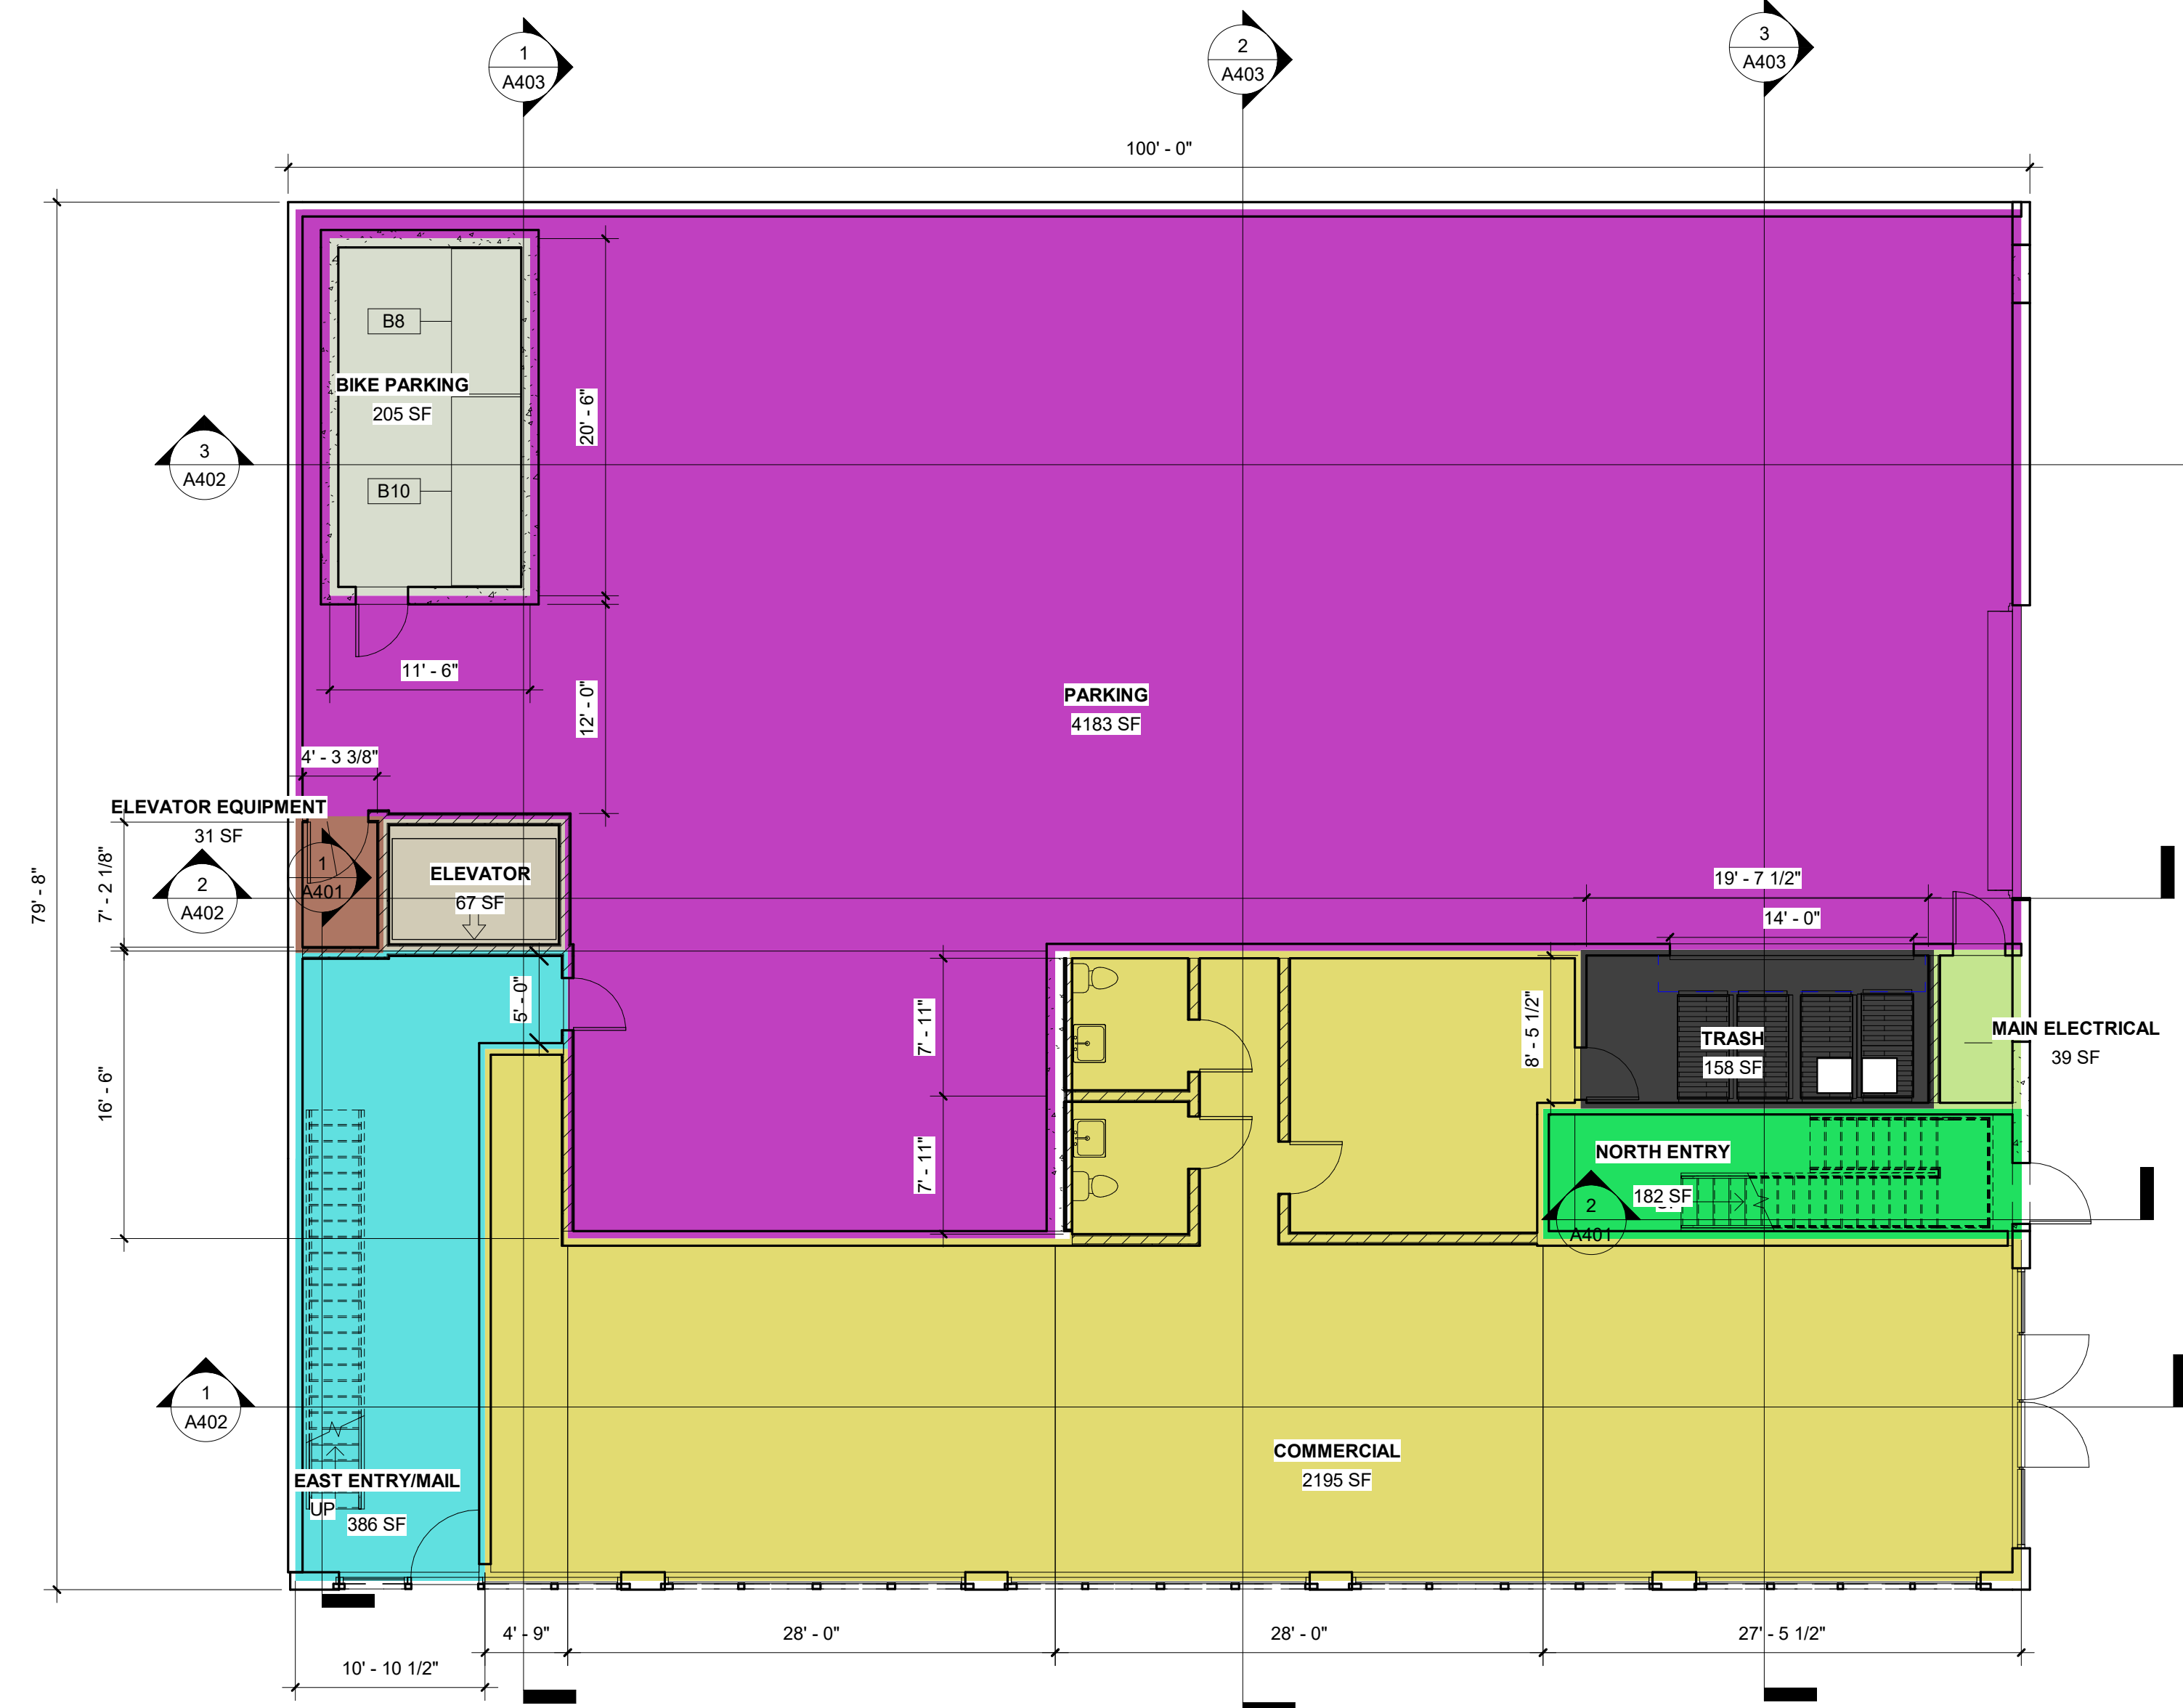 1
A403
2
A403
3
A403
100' - 0"
B8
BIKE PARKING
205 SF
20' - 6"
3
A402
B10
11' - 6"
12' - 0"
PARKING
4183 SF
4' - 3 3/8"
ELEVATOR EQUIPMENT
31 SF
1
A401
ELEVATOR
67 SF
79' - 8"
7' - 2 1/8"
2
A402
19' - 7 1/2"
14' - 0"
5' - 0"
7' - 11"
8' - 5 1/2"
TRASH
158 SF
MAIN ELECTRICAL
39 SF
16' - 6"
7' - 11"
NORTH ENTRY
182 SF
2
A401
1
A402
COMMERCIAL
2195 SF
EAST ENTRY/MAIL
UP
386 SF
4' - 9"
28' - 0"
28' - 0"
27' - 5 1/2"
10' - 10 1/2"